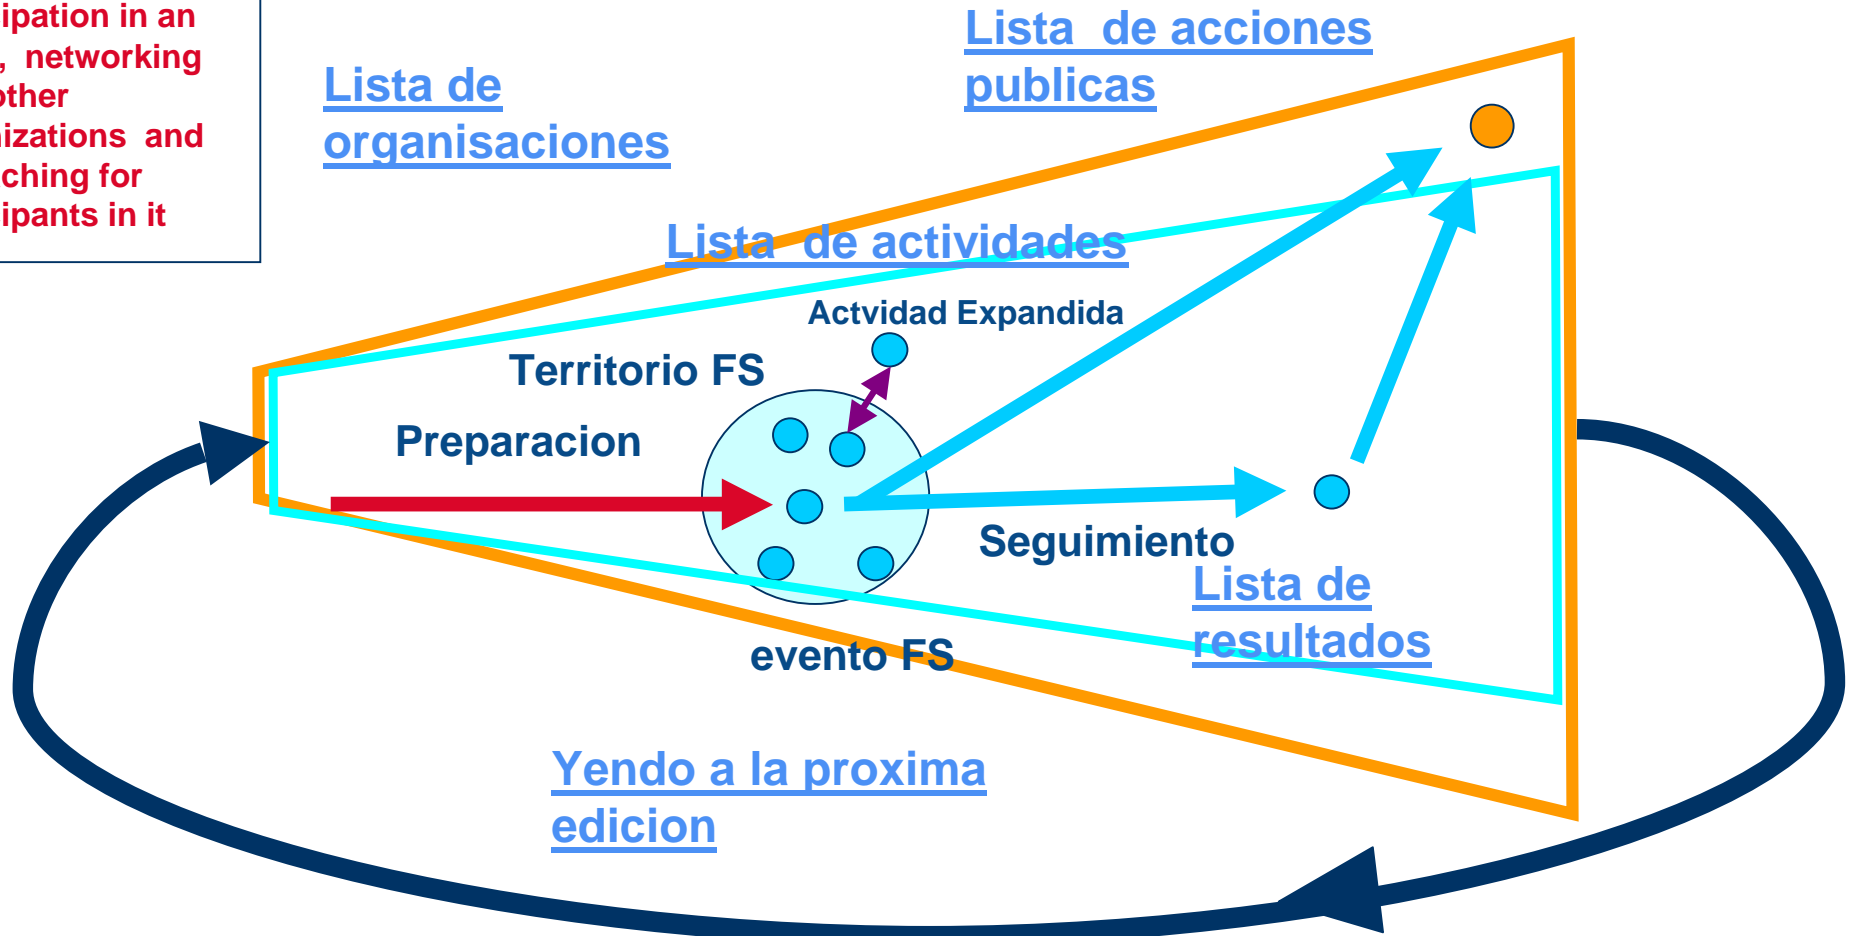 ipation in an
, networking
other
nizations and
ching for
ipants in it
Lista de
organisaciones
Lista de acciones
publicas
Lista de actividades
Actvidad Expandida
Territorio FS
Preparacion
Seguimiento
Lista de
resultados
evento FS
Yendo a la proxima
edicion